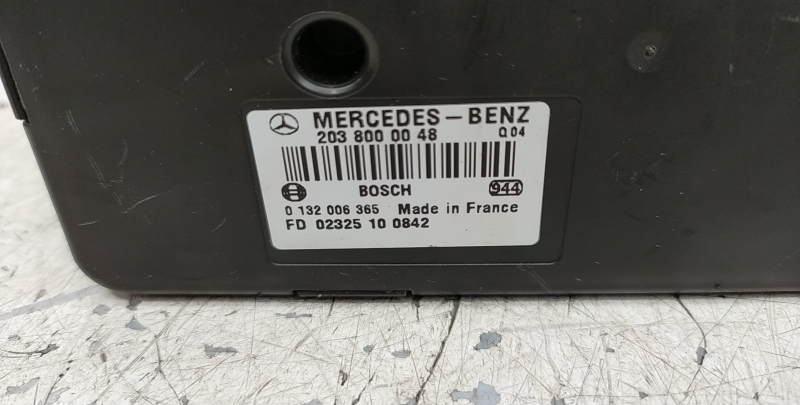 MERCEDES-BENZ
203 800 00 48 Q04
BOSCH 944
0 132 006 365 Made in France
FD 02325 10 0842